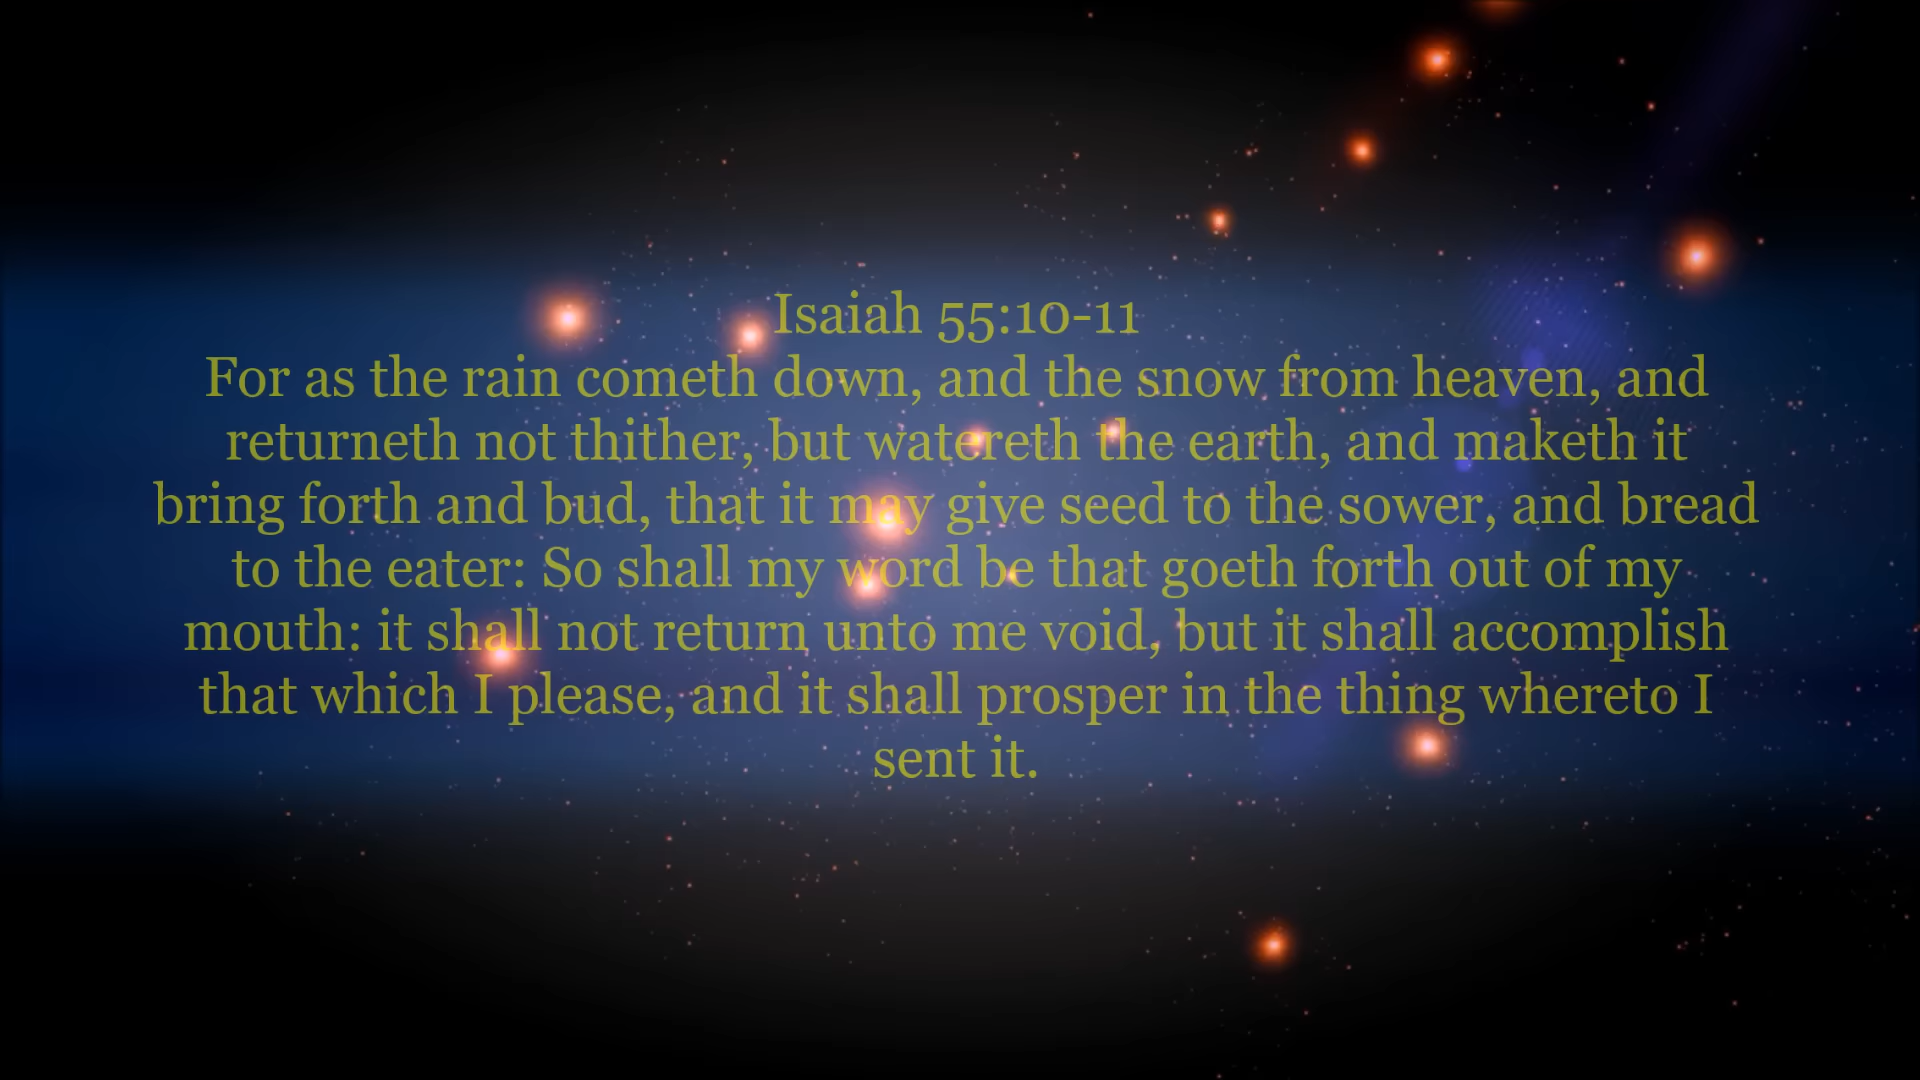 Isaiah 55:10-11
For as the rain cometh down, and the snow from heaven, and
returneth not thither, but watereth the earth, and maketh it
bring forth and bud, that it may give seed to the sower, and bread
to the eater: So shall my word be that goeth forth out of my
mouth: it shall not return unto me void, but it shall accomplish
that which I please, and it shall prosper in the thing whereto I
sent it.